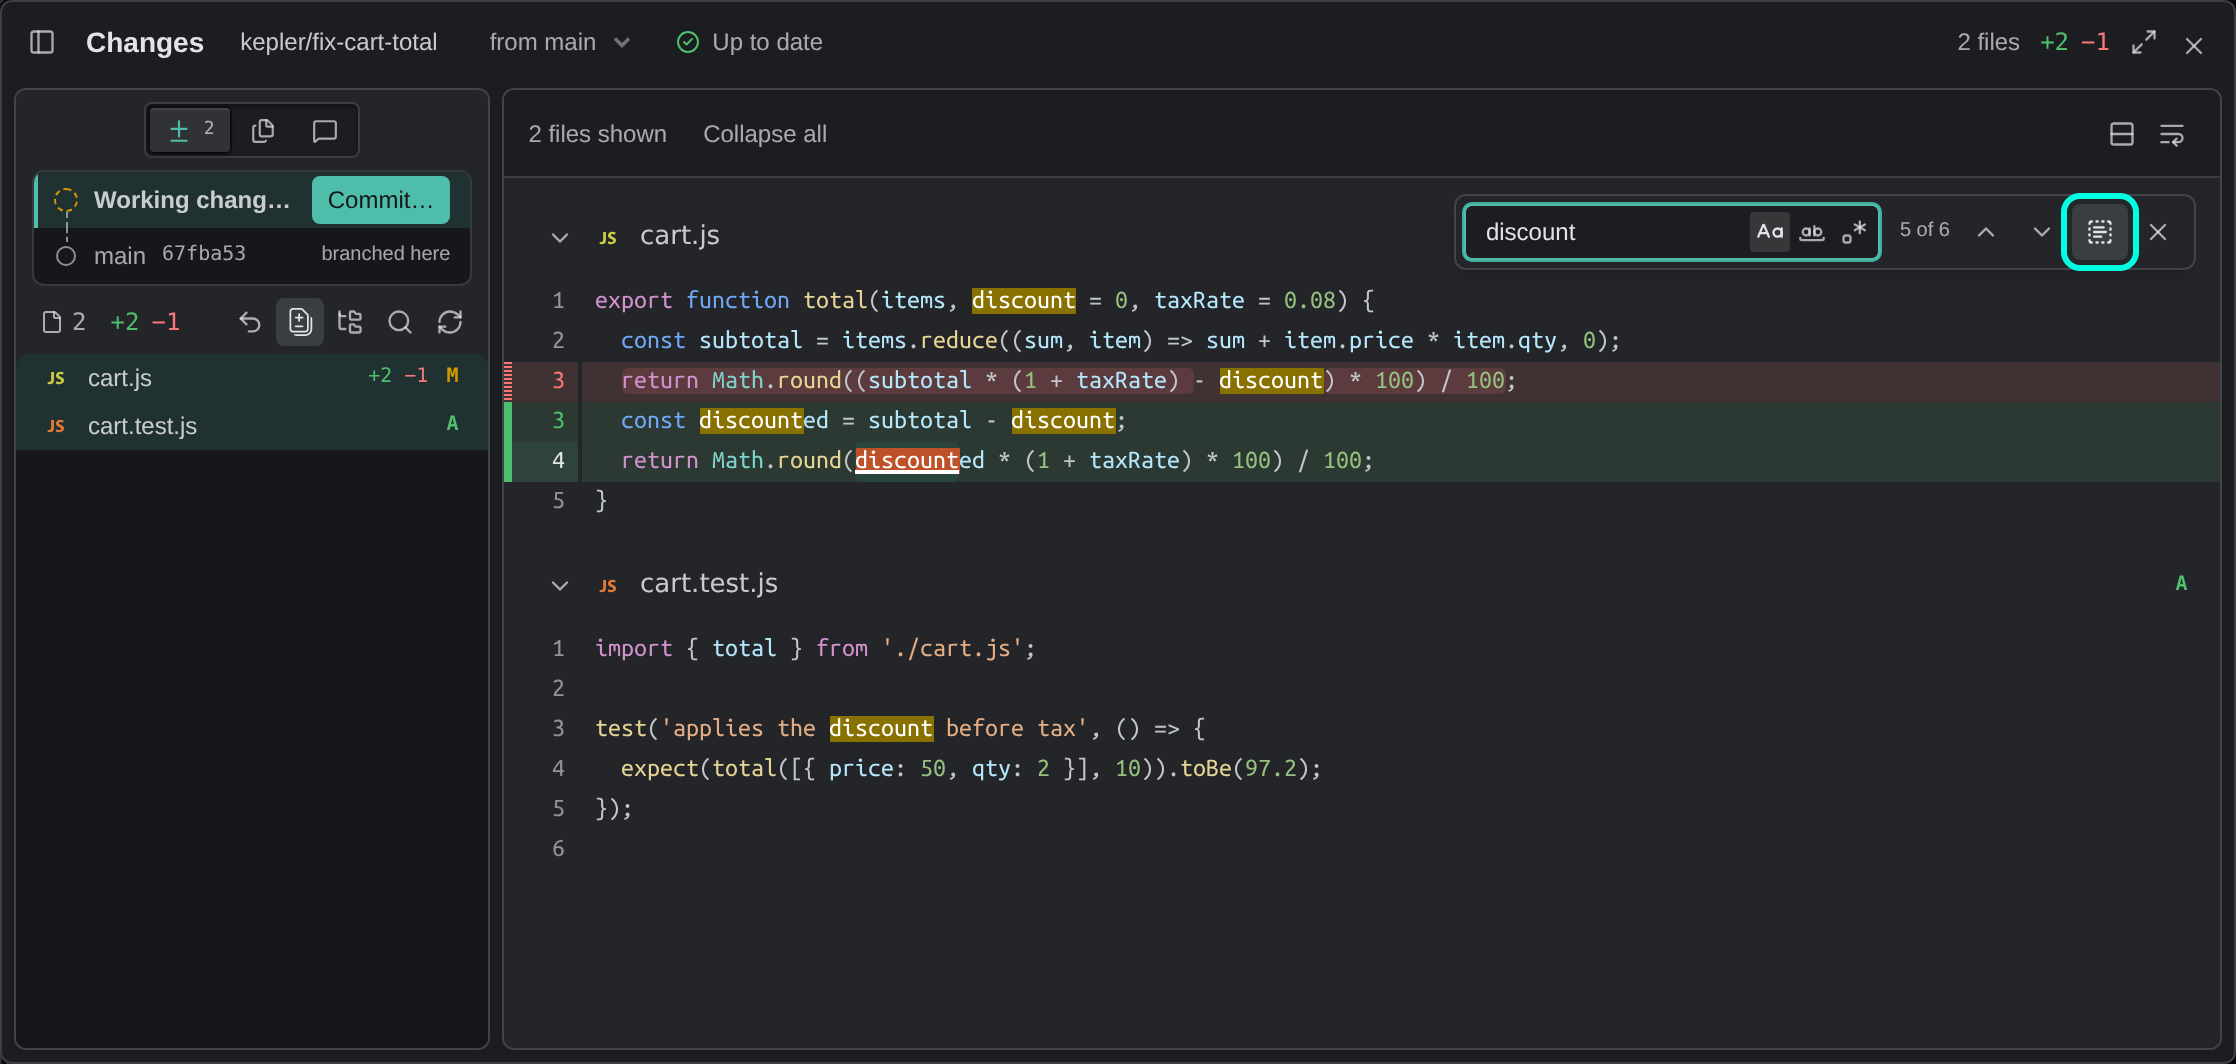 Changes kepler/fix-cart-total from main Up to date 2 files +2 −1
2
Working chang... Commit...
main 67fba53 branched here
2 +2 −1
JS cart.js +2 −1 M
JS cart.test.js A
2 files shown Collapse all
JS cart.js
discount Aa ab .* 5 of 6
1 export function total(items, discount = 0, taxRate = 0.08) {
2 const subtotal = items.reduce((sum, item) => sum + item.price * item.qty, 0);
3 return Math.round((subtotal * (1 + taxRate) - discount) * 100) / 100;
3 const discounted = subtotal - discount;
4 return Math.round(discounted * (1 + taxRate) * 100) / 100;
5 }
JS cart.test.js A
1 import { total } from './cart.js';
2
3 test('applies the discount before tax', () => {
4 expect(total([{ price: 50, qty: 2 }], 10)).toBe(97.2);
5 });
6